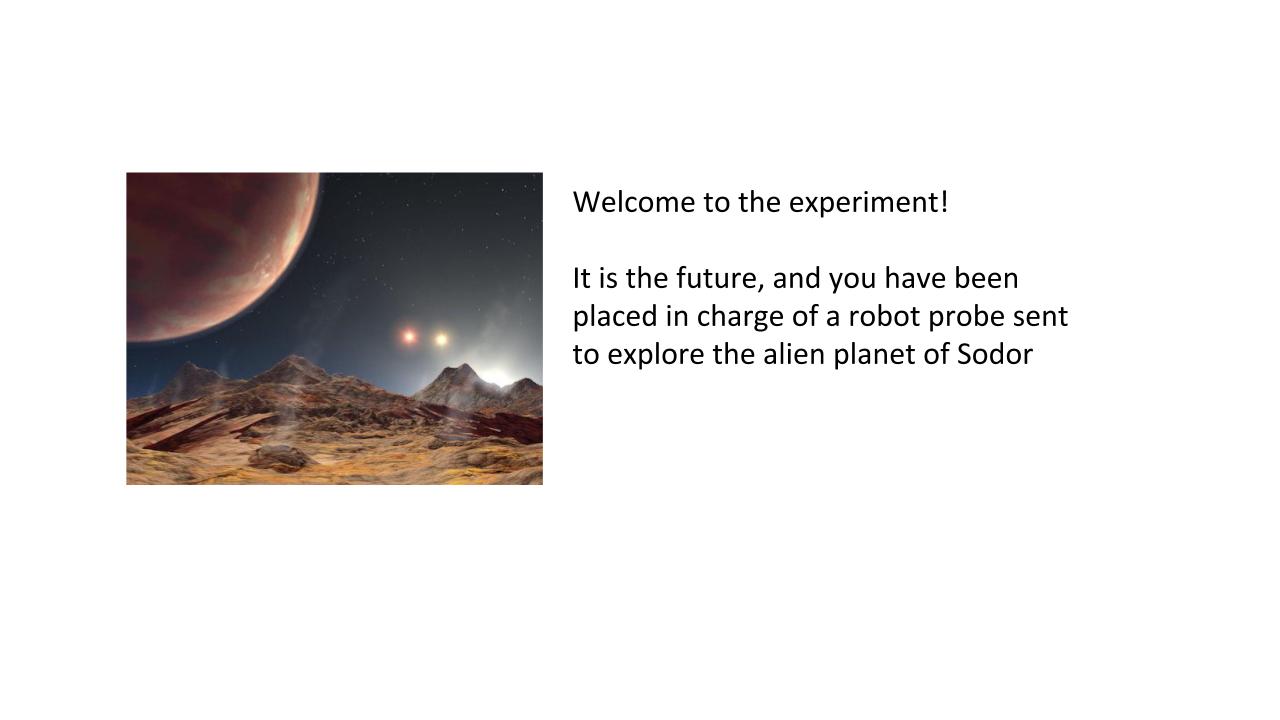 Welcome to the experiment!
It is the future, and you have been
placed in charge of a robot probe sent
to explore the alien planet of Sodor